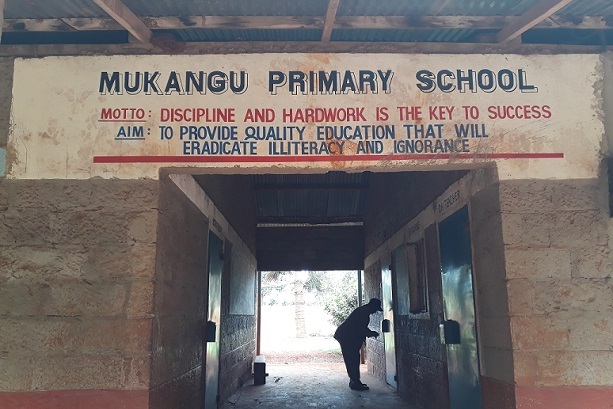 MUKANGU PRIMARY SCHOOL
MOTTO: DISCIPLINE AND HARDWORK IS THE KEY TO SUCCESS
AIM: TO PROVIDE QUALITY EDUCATION THAT WILL
ERADICATE ILLITERACY AND IGNORANCE